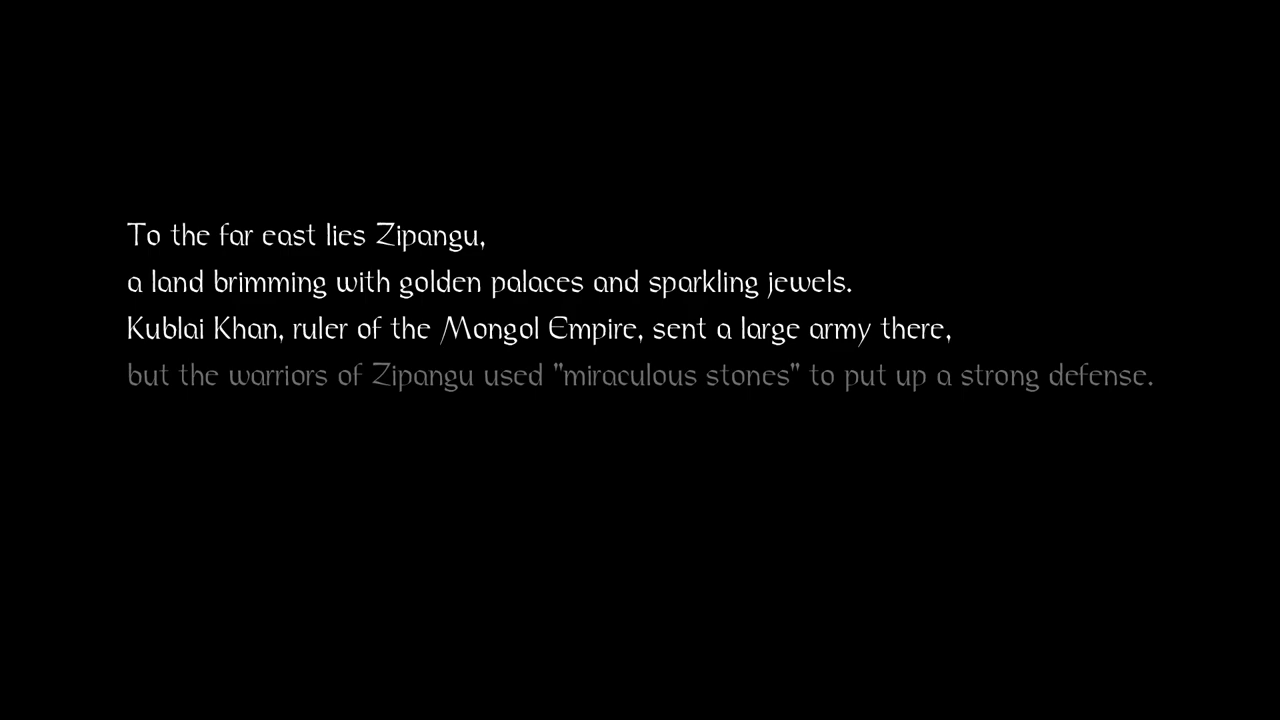 To the far east lies Zipangu,
a land brimming with golden palaces and sparkling jewels.
Kublai Khan, ruler of the Mongol Empire, sent a large army there,
but the warriors of Zipangu used "miraculous stones" to put up a strong defense.